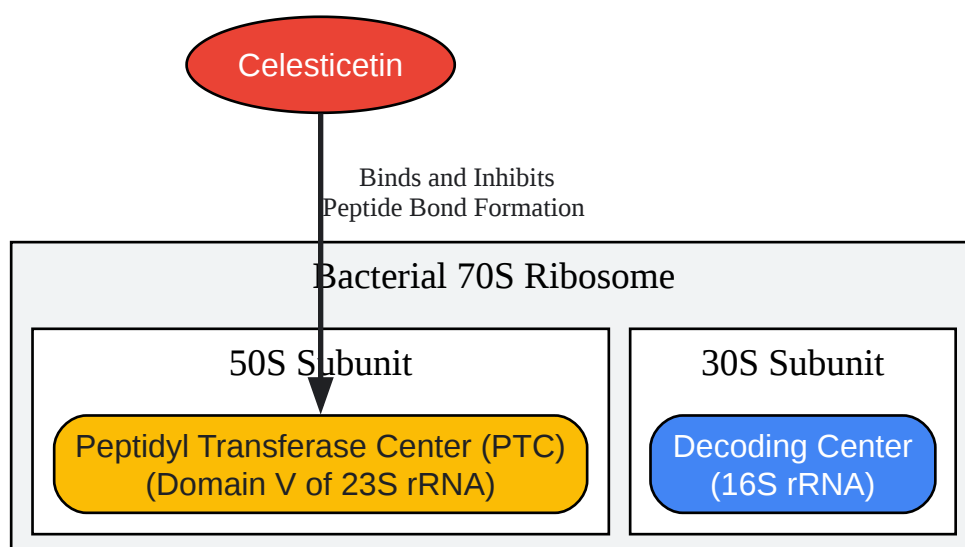 Celesticetin
Binds and Inhibits
Peptide Bond Formation
Bacterial 70S Ribosome
50S Subunit
30S Subunit
Peptidyl Transferase Center (PTC)
(Domain V of 23S rRNA)
Decoding Center
(16S rRNA)